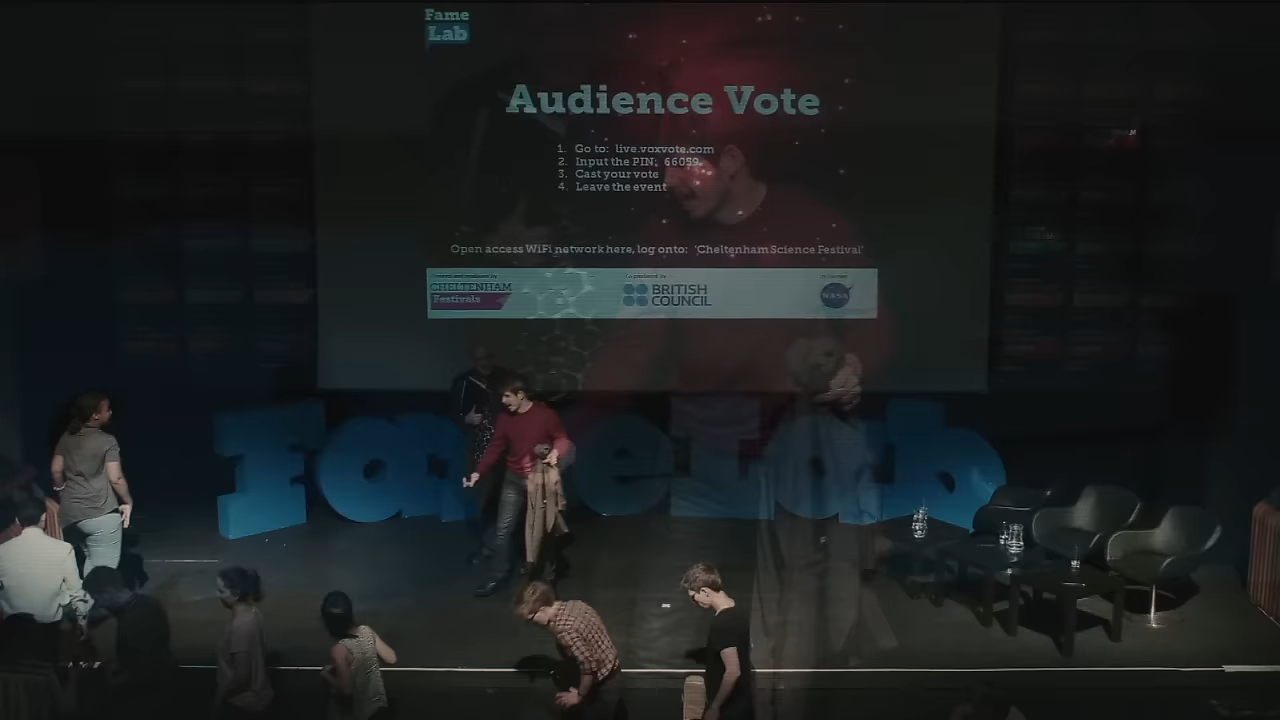 Fame
Lab
Audience Vote
1. Go to: live.voxvote.com
2. Input the PIN: 66059
3. Cast your vote
4. Leave the event
Open access WiFi network here, log onto: 'Cheltenham Science Festival'
CHELTENHAM
Festivals
BRITISH
COUNCIL
NASA
FameLab